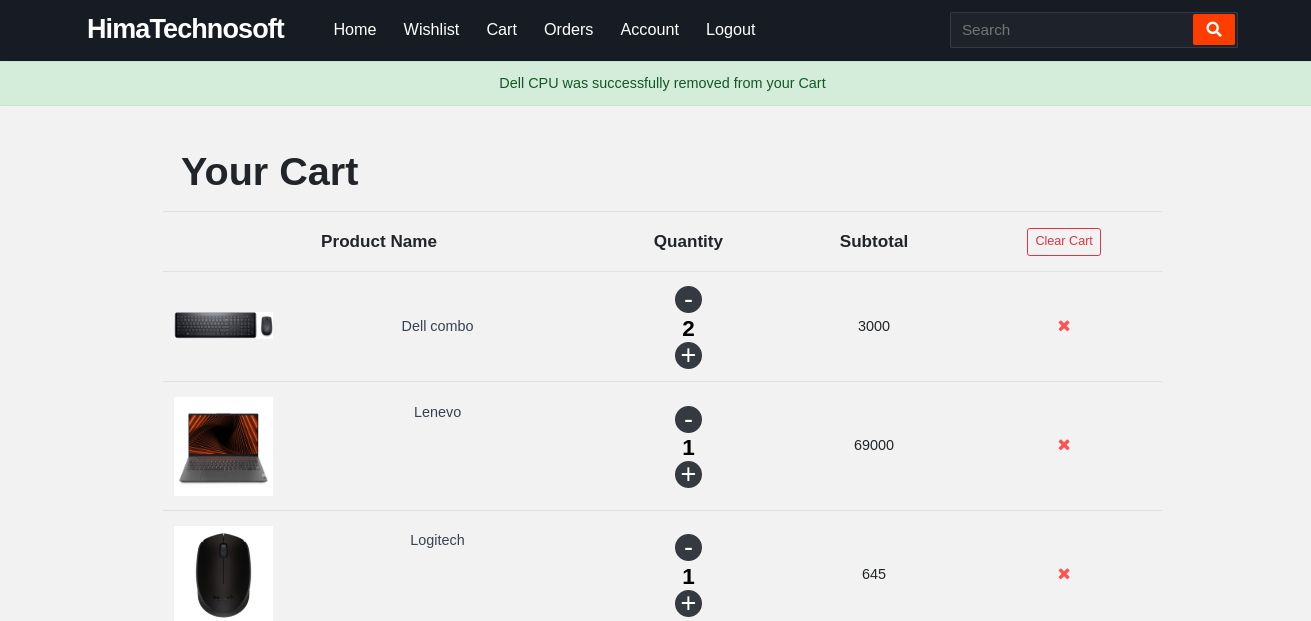 HimaTechnosoft Home Wishlist Cart Orders Account Logout Search
Dell CPU was successfully removed from your Cart
Your Cart
Product Name Quantity Subtotal Clear Cart
-
Dell combo 2 3000
+
Lenevo
-
1 69000
+
Logitech
-
1 645
+